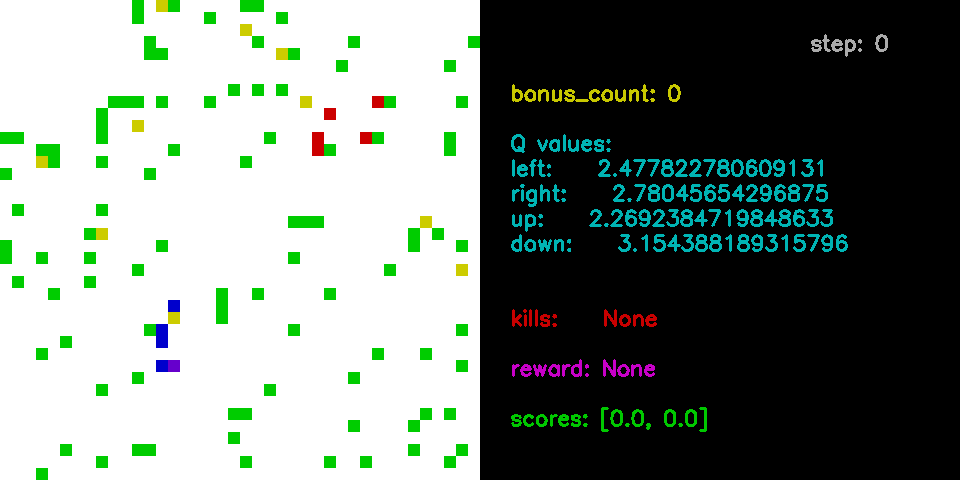 step: 0
bonus_count: 0
Q values:
left: 2.477822780609131
right: 2.78045654296875
up: 2.2692384719848633
down: 3.154388189315796
kills: None
reward: None
scores: [0.0, 0.0]